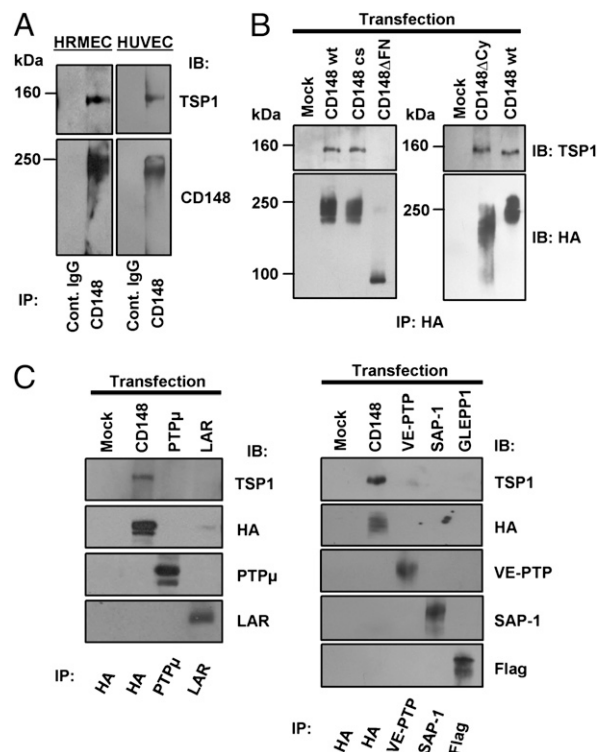 A
HRMEC HUVEC
kDa IB:
160 TSP1
250 CD148
IP: Cont. IgG CD148 Cont. IgG CD148
B
Transfection
kDa Mock CD148 wt CD148 cs CD148ΔFN kDa Mock CD148ΔCy CD148 wt
160 160 IB: TSP1
250 250 IB: HA
100
IP: HA
C
Transfection
Mock CD148 PTPμ LAR
IB:
TSP1
HA
PTPμ
LAR
IP: HA HA PTPμ LAR
Transfection
Mock CD148 VE-PTP SAP-1 GLEPP1
IB:
TSP1
HA
VE-PTP
SAP-1
Flag
IP: HA HA VE-PTP SAP-1 Flag